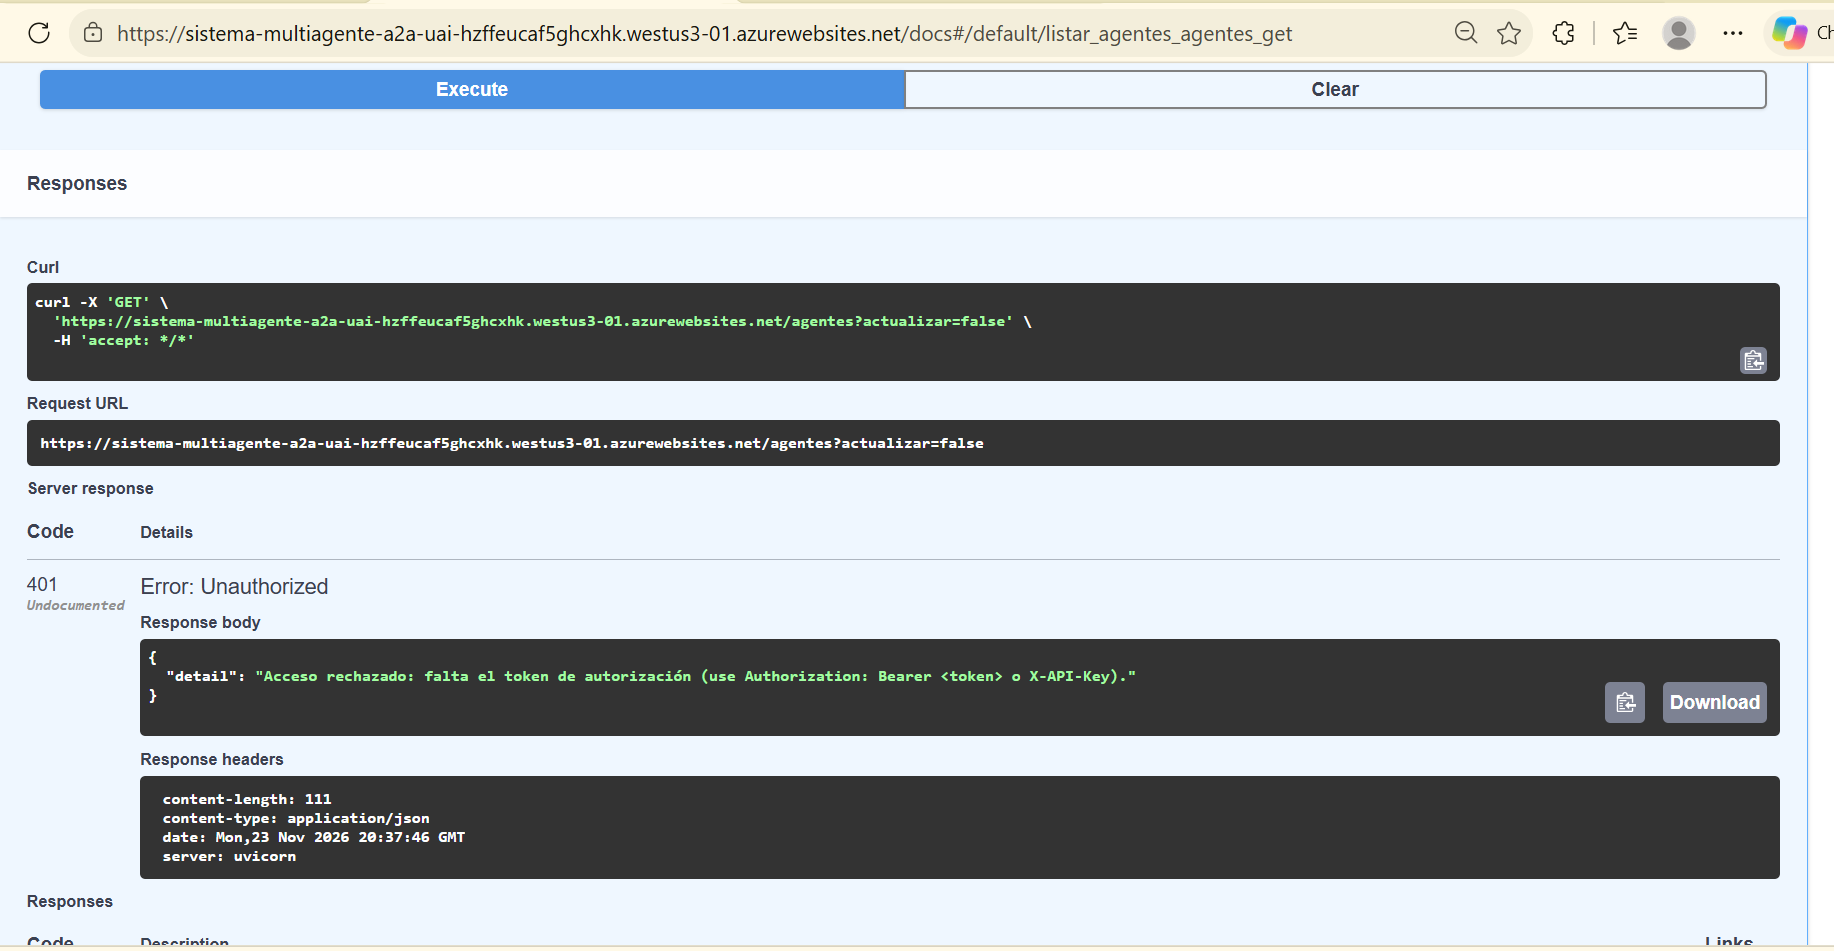 https://sistema-multiagente-a2a-uai-hzffeucaf5ghcxhk.westus3-01.azurewebsites.net/docs#/default/listar_agentes_agentes_get
Execute
Clear
Responses
Curl
curl -X 'GET' \
'https://sistema-multiagente-a2a-uai-hzffeucaf5ghcxhk.westus3-01.azurewebsites.net/agentes?actualizar=false' \
-H 'accept: */*'
Request URL
https://sistema-multiagente-a2a-uai-hzffeucaf5ghcxhk.westus3-01.azurewebsites.net/agentes?actualizar=false
Server response
Code Details
401 Error: Unauthorized
Undocumented
Response body
{
"detail": "Acceso rechazado: falta el token de autorización (use Authorization: Bearer <token> o X-API-Key)."
}
Download
Response headers
content-length: 111
content-type: application/json
date: Mon,23 Nov 2026 20:37:46 GMT
server: uvicorn
Responses
Code Description Links